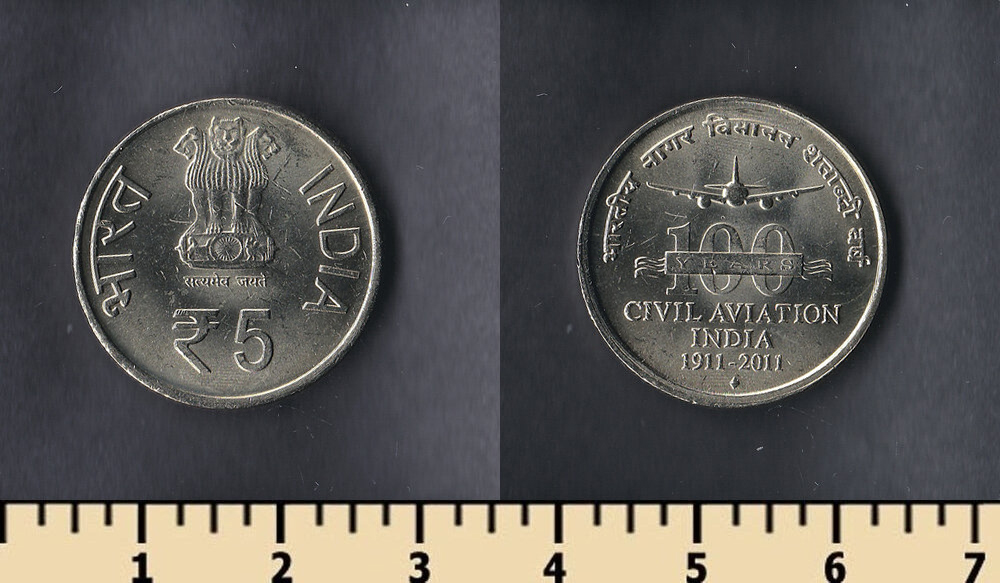 भारत
INDIA
सत्यमेव जयते
₹ 5
भारतीय नागर विमानन शताब्दी वर्ष
100
YEARS
CIVIL AVIATION
INDIA
1911-2011
1 2 3 4 5 6 7